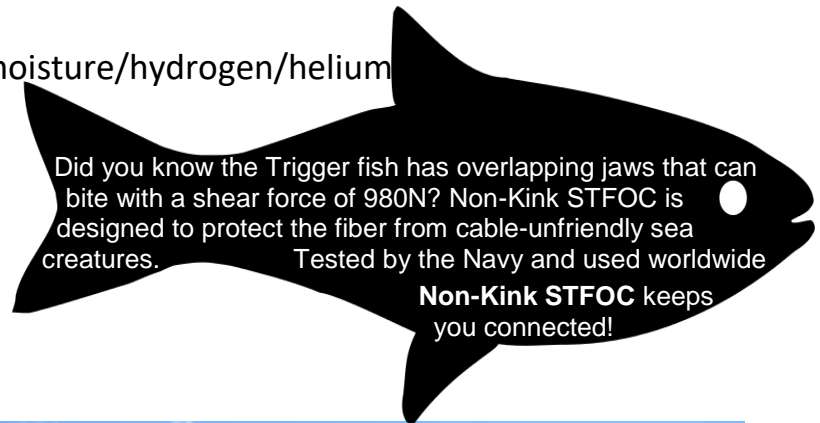 moisture/hydrogen/helium
Did you know the Trigger fish has overlapping jaws that can
bite with a shear force of 980N? Non-Kink STFOC is
designed to protect the fiber from cable-unfriendly sea
creatures. Tested by the Navy and used worldwide
Non-Kink STFOC keeps
you connected!